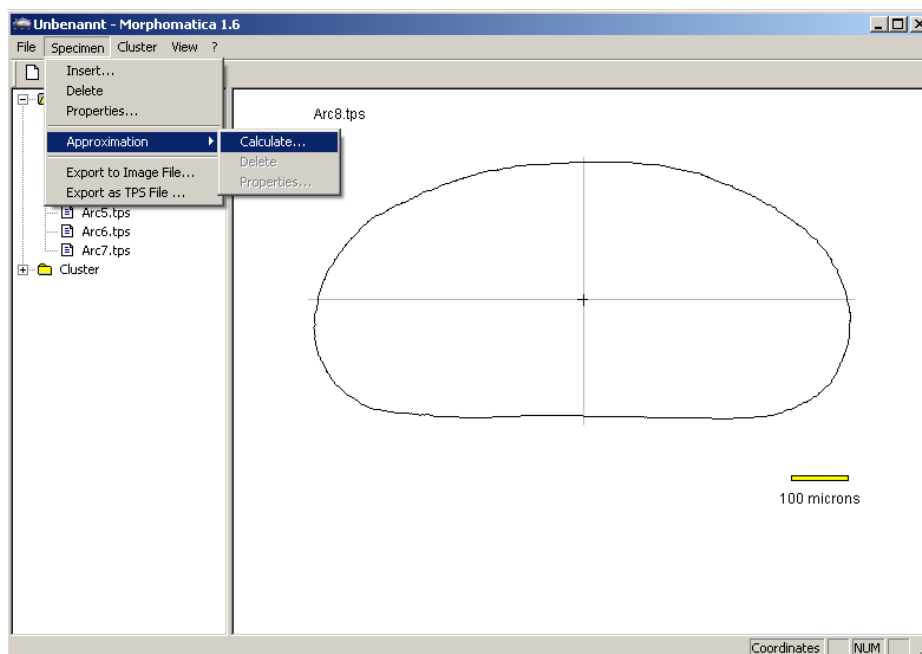 Unbenannt - Morphomatica 1.6
File Specimen Cluster View ?
Insert...
Delete
Properties...
Approximation
Calculate...
Delete
Properties...
Export to Image File...
Export as TPS File ...
Arc5.tps
Arc6.tps
Arc7.tps
Cluster
Arc8.tps
100 microns
Coordinates NUM